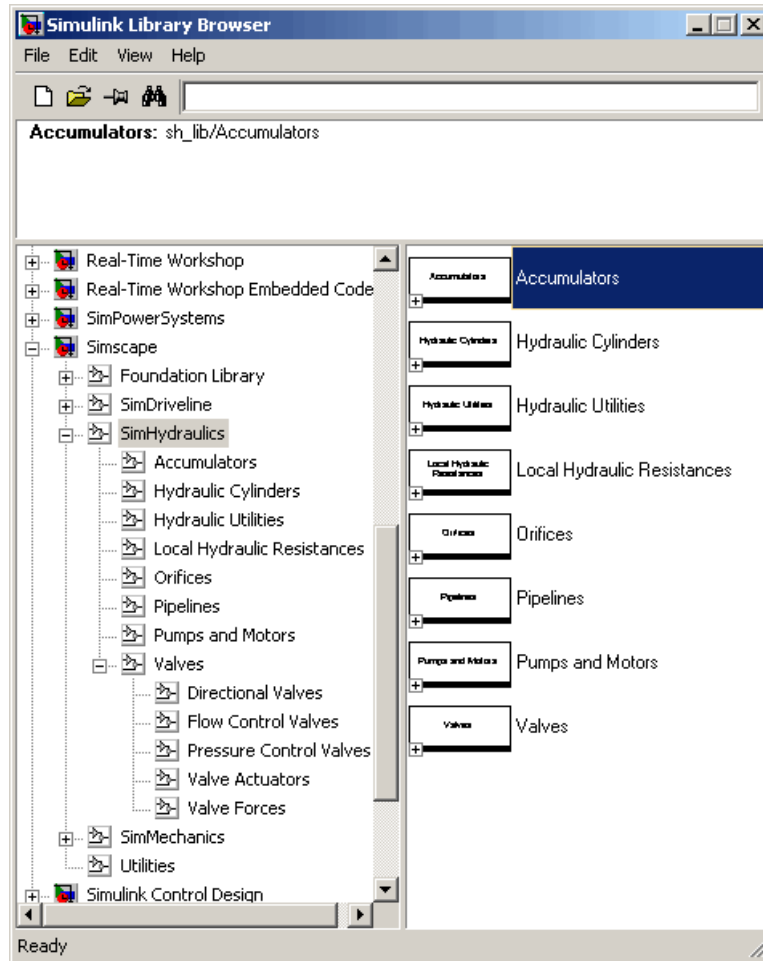 Simulink Library Browser
File Edit View Help
Accumulators: sh_lib/Accumulators
Real-Time Workshop
Real-Time Workshop Embedded Code
SimPowerSystems
Simscape
Foundation Library
SimDriveline
SimHydraulics
Accumulators
Hydraulic Cylinders
Hydraulic Utilities
Local Hydraulic Resistances
Orifices
Pipelines
Pumps and Motors
Valves
Directional Valves
Flow Control Valves
Pressure Control Valves
Valve Actuators
Valve Forces
SimMechanics
Utilities
Simulink Control Design
Accumulators Accumulators
Hydraulic Cylinders Hydraulic Cylinders
Hydraulic Utilities Hydraulic Utilities
Local Hydraulic
Resistances Local Hydraulic Resistances
Orifices Orifices
Pipelines Pipelines
Pumps and Motors Pumps and Motors
Valves Valves
Ready